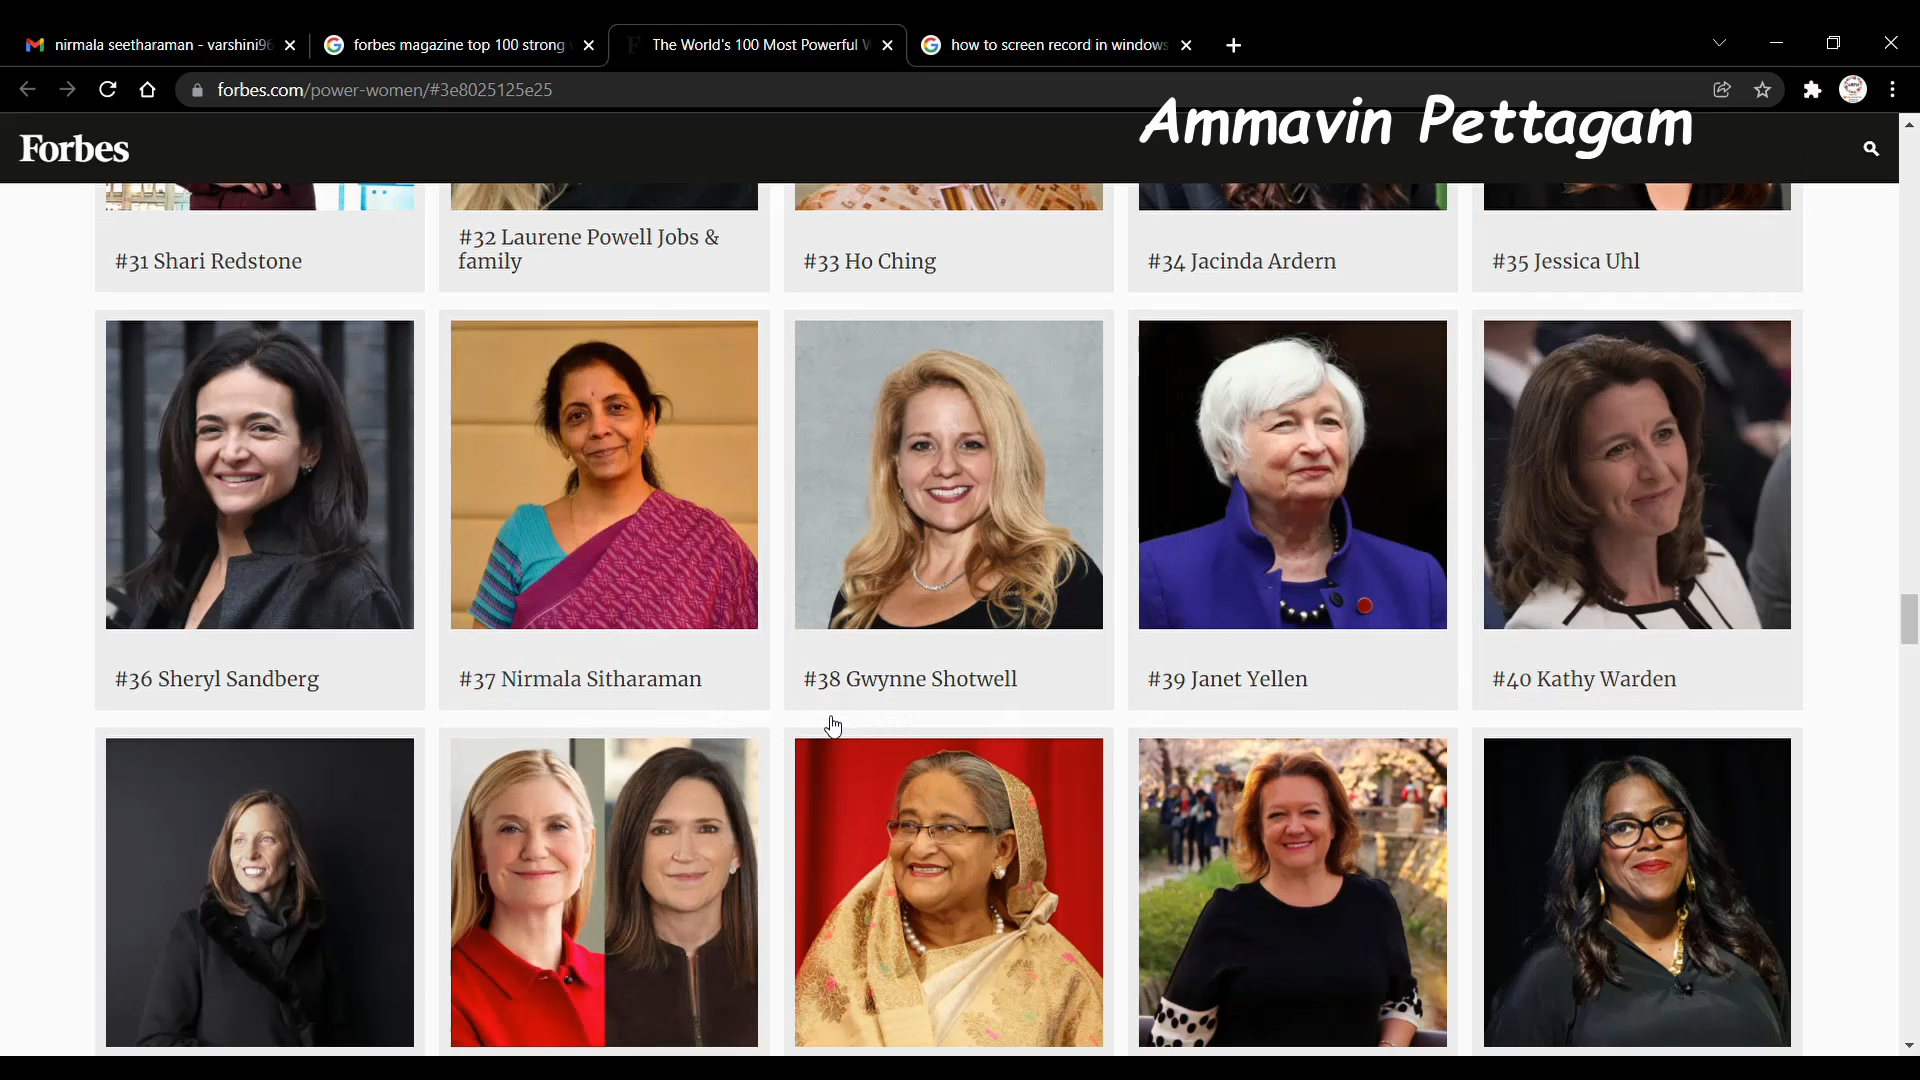 nirmala seetharaman - varshini96
forbes magazine top 100 strong
The World's 100 Most Powerful W
how to screen record in windows
forbes.com/power-women/#3e8025125e25
Ammavin Pettagam
Forbes
#31 Shari Redstone
#32 Laurene Powell Jobs &
family
#33 Ho Ching
#34 Jacinda Ardern
#35 Jessica Uhl
#36 Sheryl Sandberg
#37 Nirmala Sitharaman
#38 Gwynne Shotwell
#39 Janet Yellen
#40 Kathy Warden